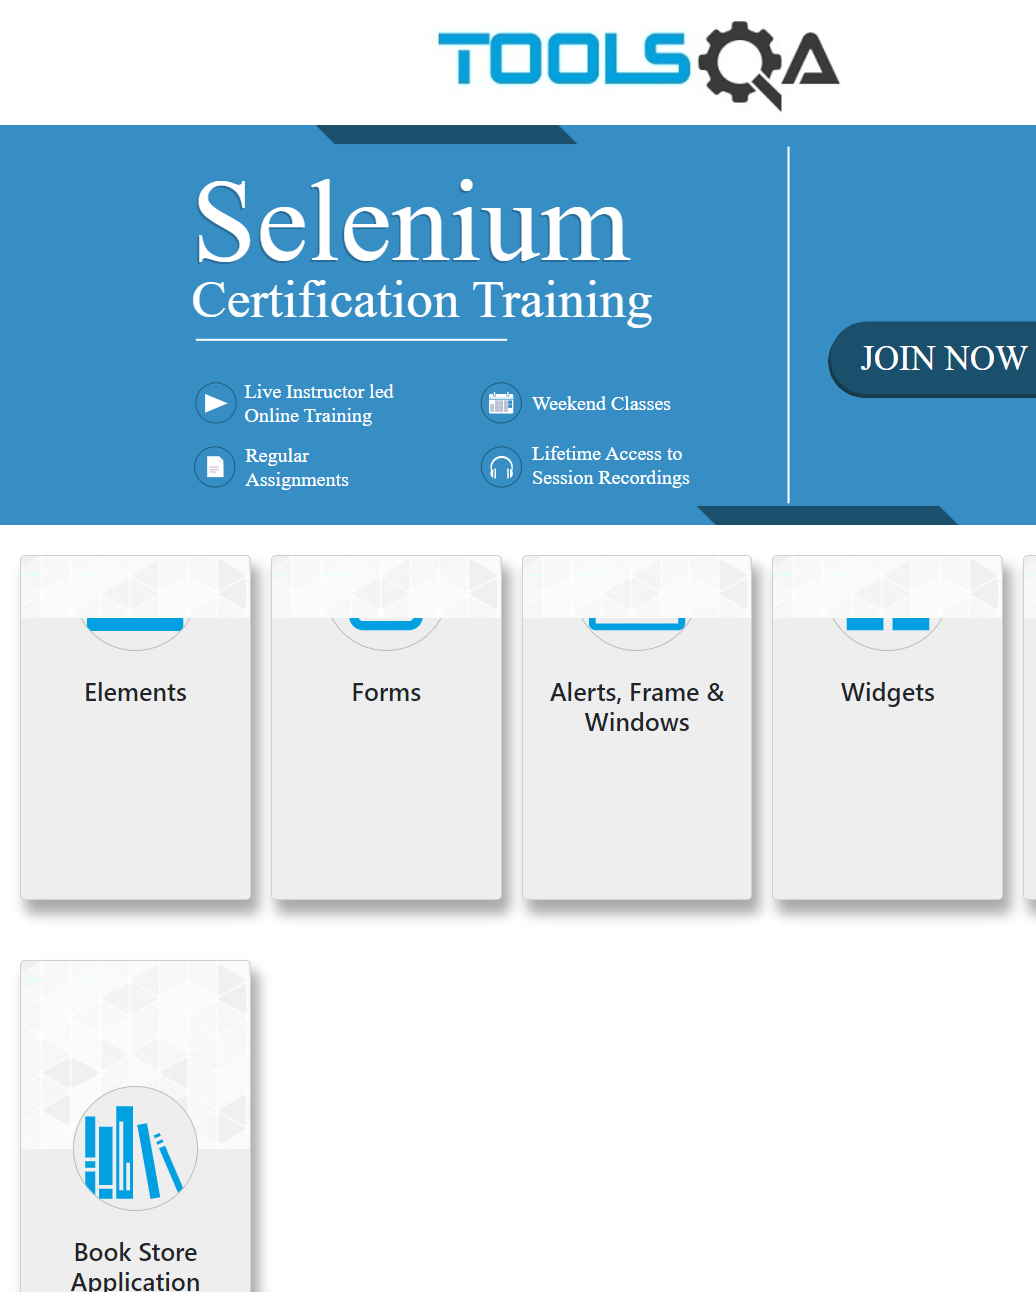 TOOLSQA
Selenium
Certification Training
JOIN NOW
Live Instructor led
Online Training
Weekend Classes
Regular
Assignments
Lifetime Access to
Session Recordings
Elements
Forms
Alerts, Frame &
Windows
Widgets
Book Store
Application